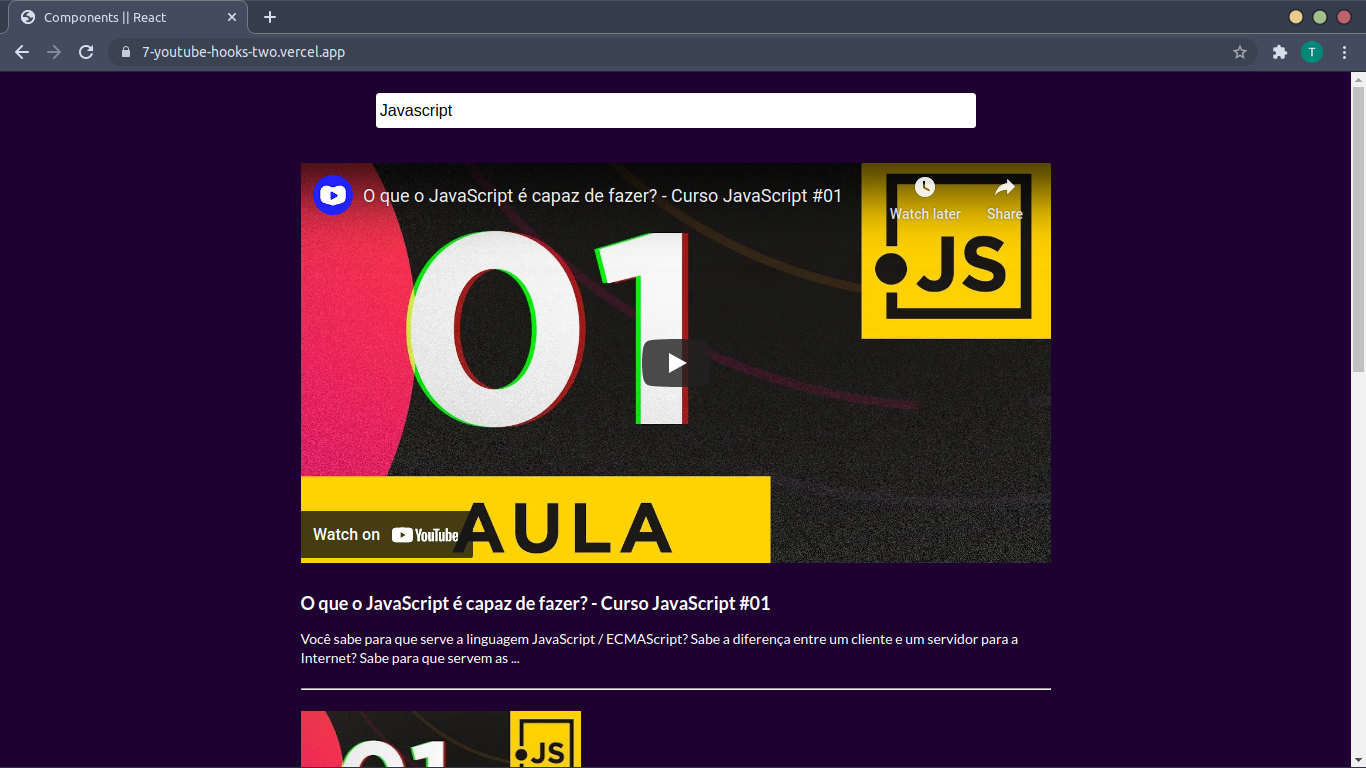 Components || React
7-youtube-hooks-two.vercel.app
T
Javascript
O que o JavaScript é capaz de fazer? - Curso JavaScript #01
Watch later
Share
01
.JS
AULA
Watch on YouTube
O que o JavaScript é capaz de fazer? - Curso JavaScript #01
Você sabe para que serve a linguagem JavaScript / ECMAScript? Sabe a diferença entre um cliente e um servidor para a
Internet? Sabe para que servem as ...
01
.JS